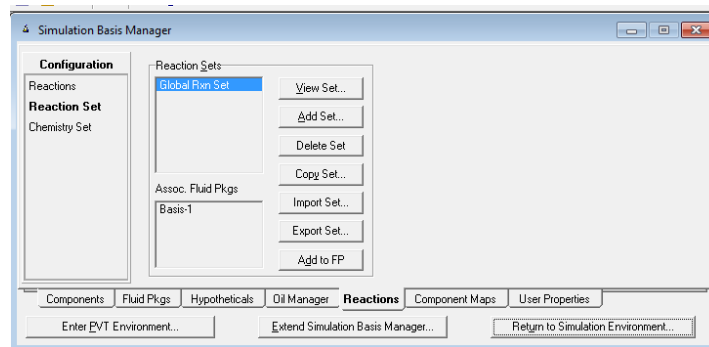 Simulation Basis Manager
Configuration
Reactions
Reaction Set
Chemistry Set
Reaction Sets
Global Rxn Set
View Set...
Add Set...
Delete Set
Copy Set...
Import Set...
Export Set...
Add to FP
Assoc. Fluid Pkgs
Basis-1
Components Fluid Pkgs Hypotheticals Oil Manager Reactions Component Maps User Properties
Enter PVT Environment... Extend Simulation Basis Manager... Return to Simulation Environment...